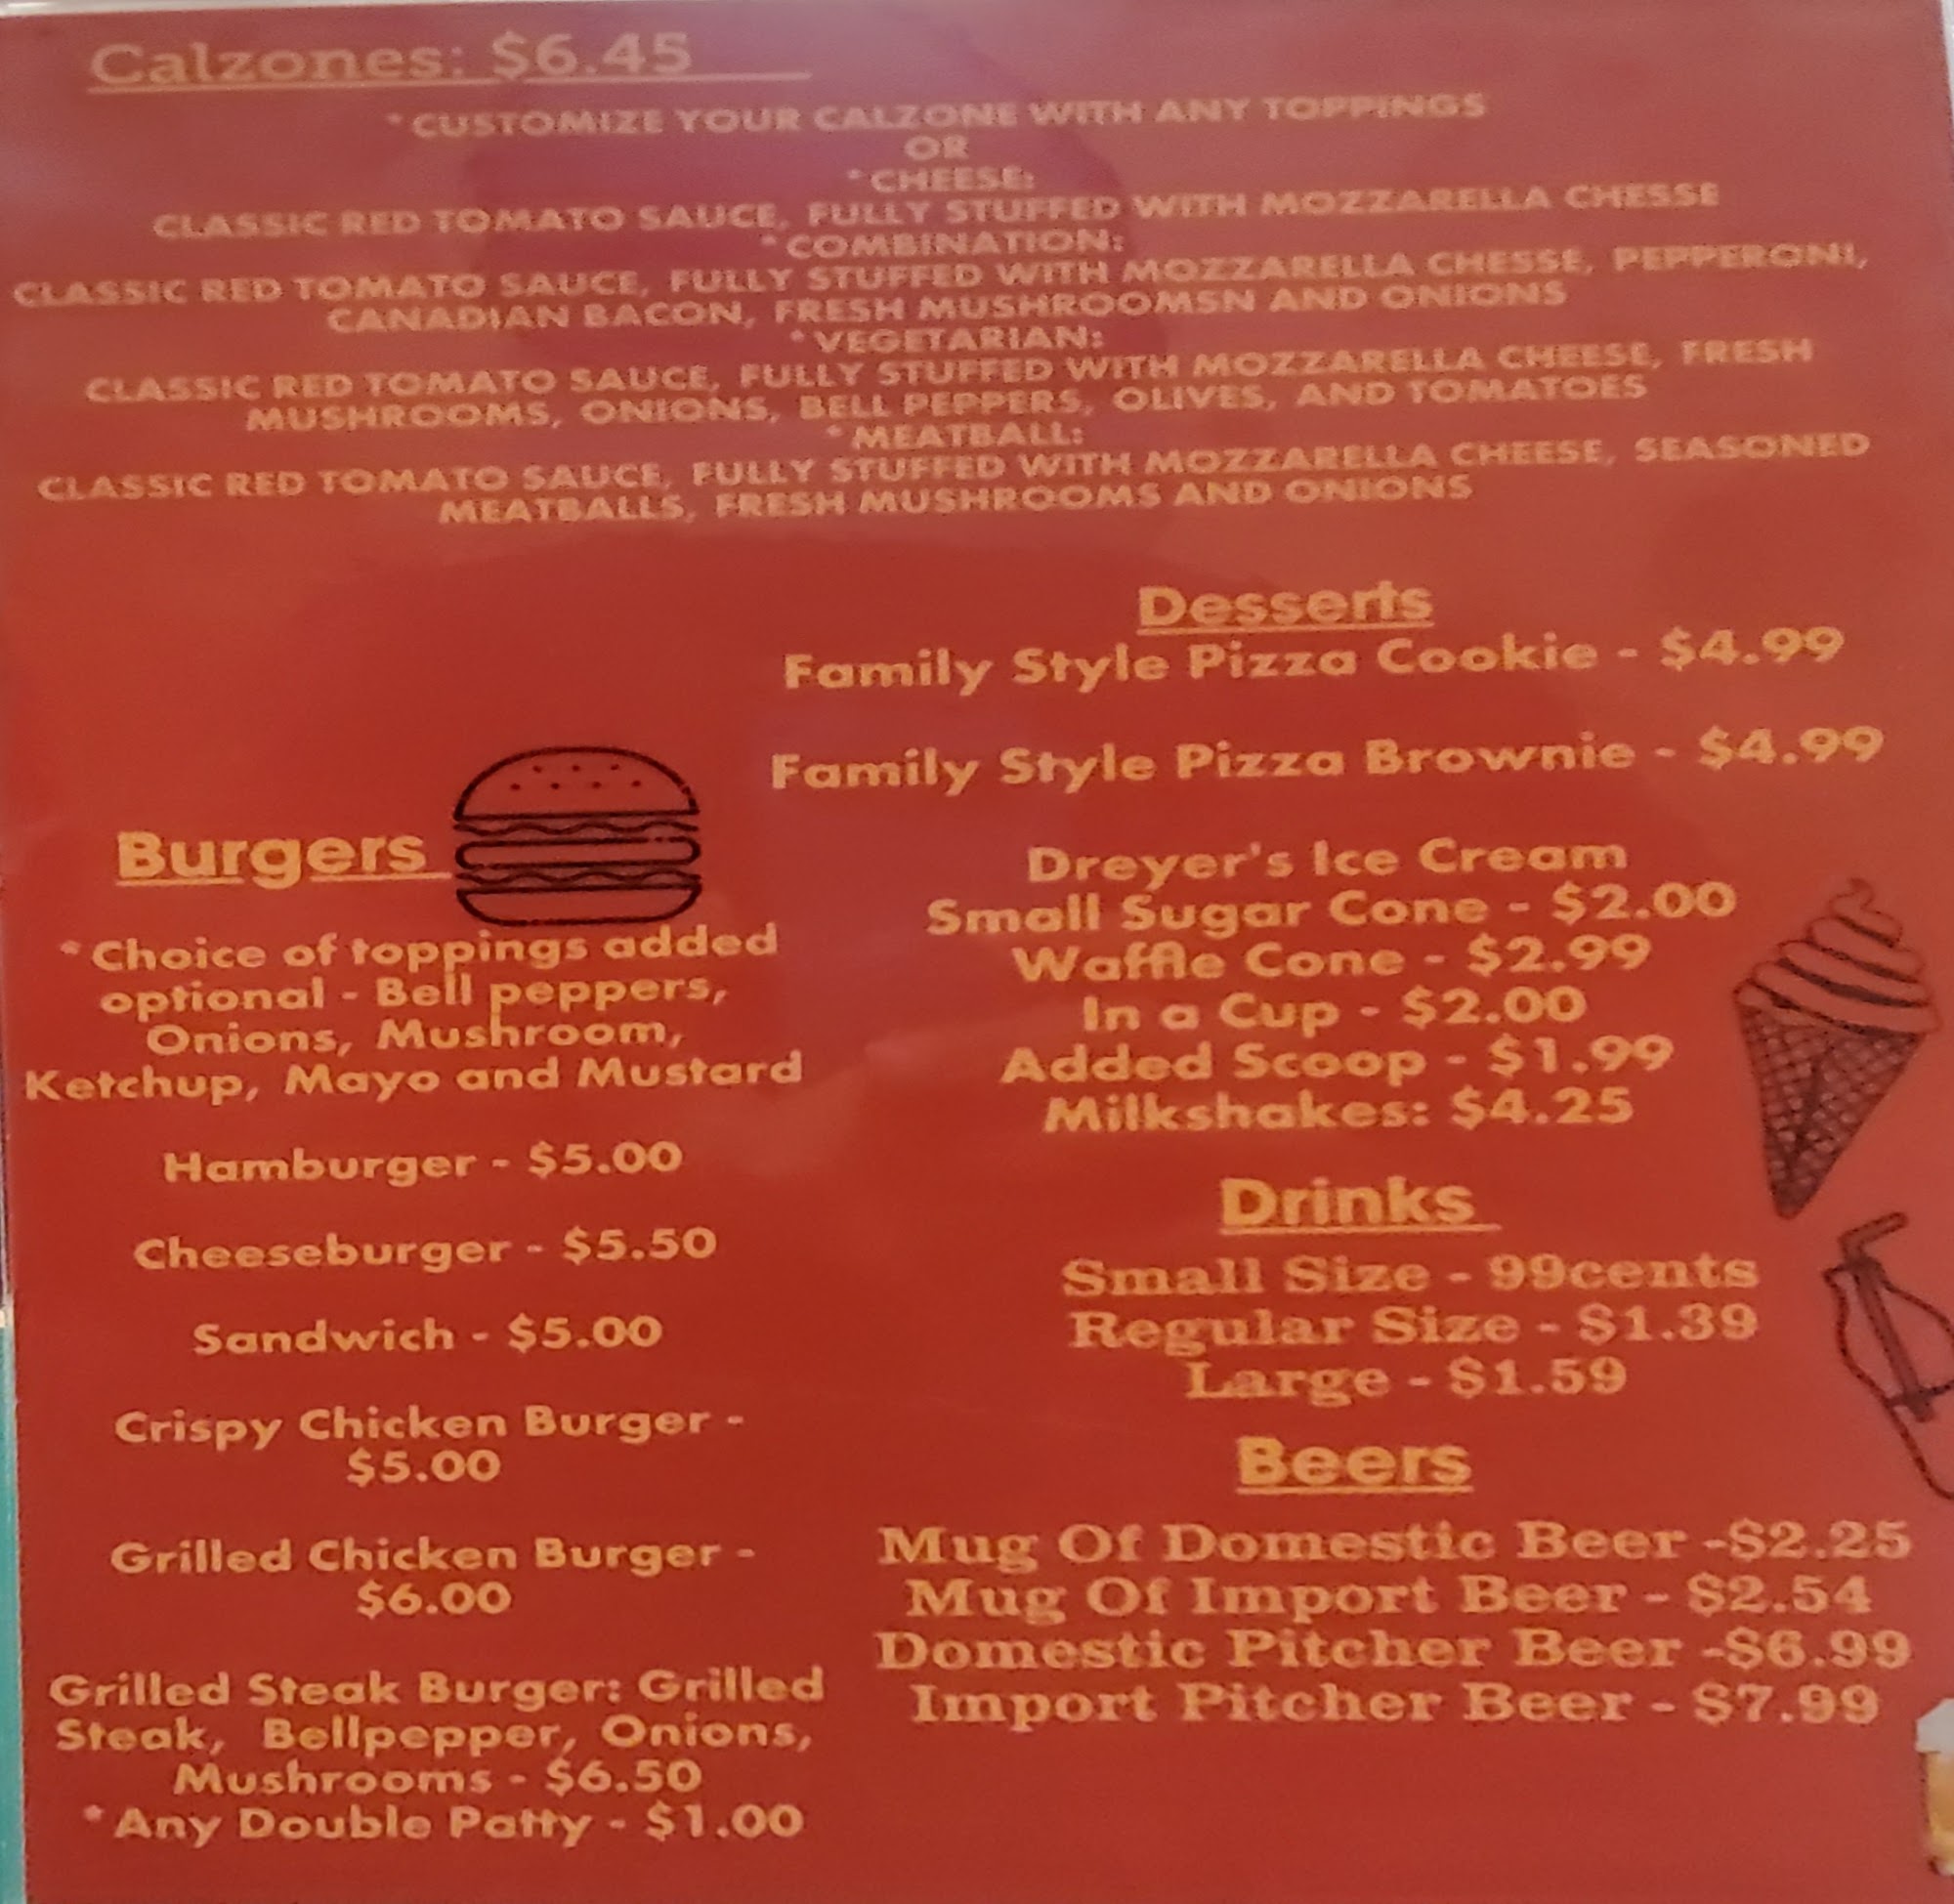 Calzones: $6.45
*CUSTOMIZE YOUR CALZONE WITH ANY TOPPINGS
OR
*CHEESE:
CLASSIC RED TOMATO SAUCE, FULLY STUFFED WITH MOZZARELLA CHESSE
*COMBINATION:
CLASSIC RED TOMATO SAUCE, FULLY STUFFED WITH MOZZARELLA CHESSE, PEPPERONI,
CANADIAN BACON, FRESH MUSHROOMSN AND ONIONS
*VEGETARIAN:
CLASSIC RED TOMATO SAUCE, FULLY STUFFED WITH MOZZARELLA CHEESE, FRESH
MUSHROOMS, ONIONS, BELL PEPPERS, OLIVES, AND TOMATOES
*MEATBALL:
CLASSIC RED TOMATO SAUCE, FULLY STUFFED WITH MOZZARELLA CHEESE, SEASONED
MEATBALLS, FRESH MUSHROOMS AND ONIONS
Burgers
*Choice of toppings added
optional - Bell peppers,
Onions, Mushroom,
Ketchup, Mayo and Mustard
Hamburger - $5.00
Cheeseburger - $5.50
Sandwich - $5.00
Crispy Chicken Burger -
$5.00
Grilled Chicken Burger -
$6.00
Grilled Steak Burger: Grilled
Steak, Bellpepper, Onions,
Mushrooms - $6.50
*Any Double Patty - $1.00
Desserts
Family Style Pizza Cookie - $4.99
Family Style Pizza Brownie - $4.99
Dreyer's Ice Cream
Small Sugar Cone - $2.00
Waffle Cone - $2.99
In a Cup - $2.00
Added Scoop - $1.99
Milkshakes: $4.25
Drinks
Small Size - 99cents
Regular Size - $1.39
Large - $1.59
Beers
Mug Of Domestic Beer -$2.25
Mug Of Import Beer - $2.54
Domestic Pitcher Beer -$6.99
Import Pitcher Beer - $7.99